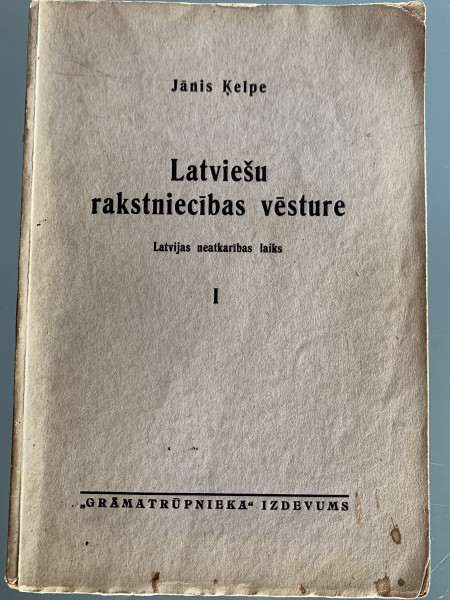 Jānis Ķelpe
Latviešu
rakstniecības vēsture
Latvijas neatkarības laiks
I
„GRĀMATRŪPNIEKA“ IZDEVUMS